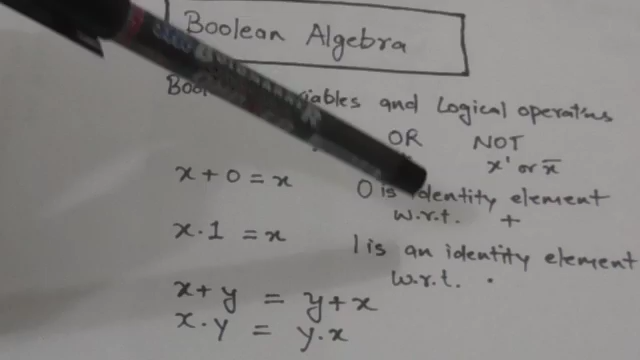 Boolean Algebra
and Logical operations
OR NOT
x' or x̅
x + 0 = x 0 is identity element
w.r.t. +
x . 1 = x 1 is an identity element
w.r.t. .
x + y = y + x
x . y = y . x